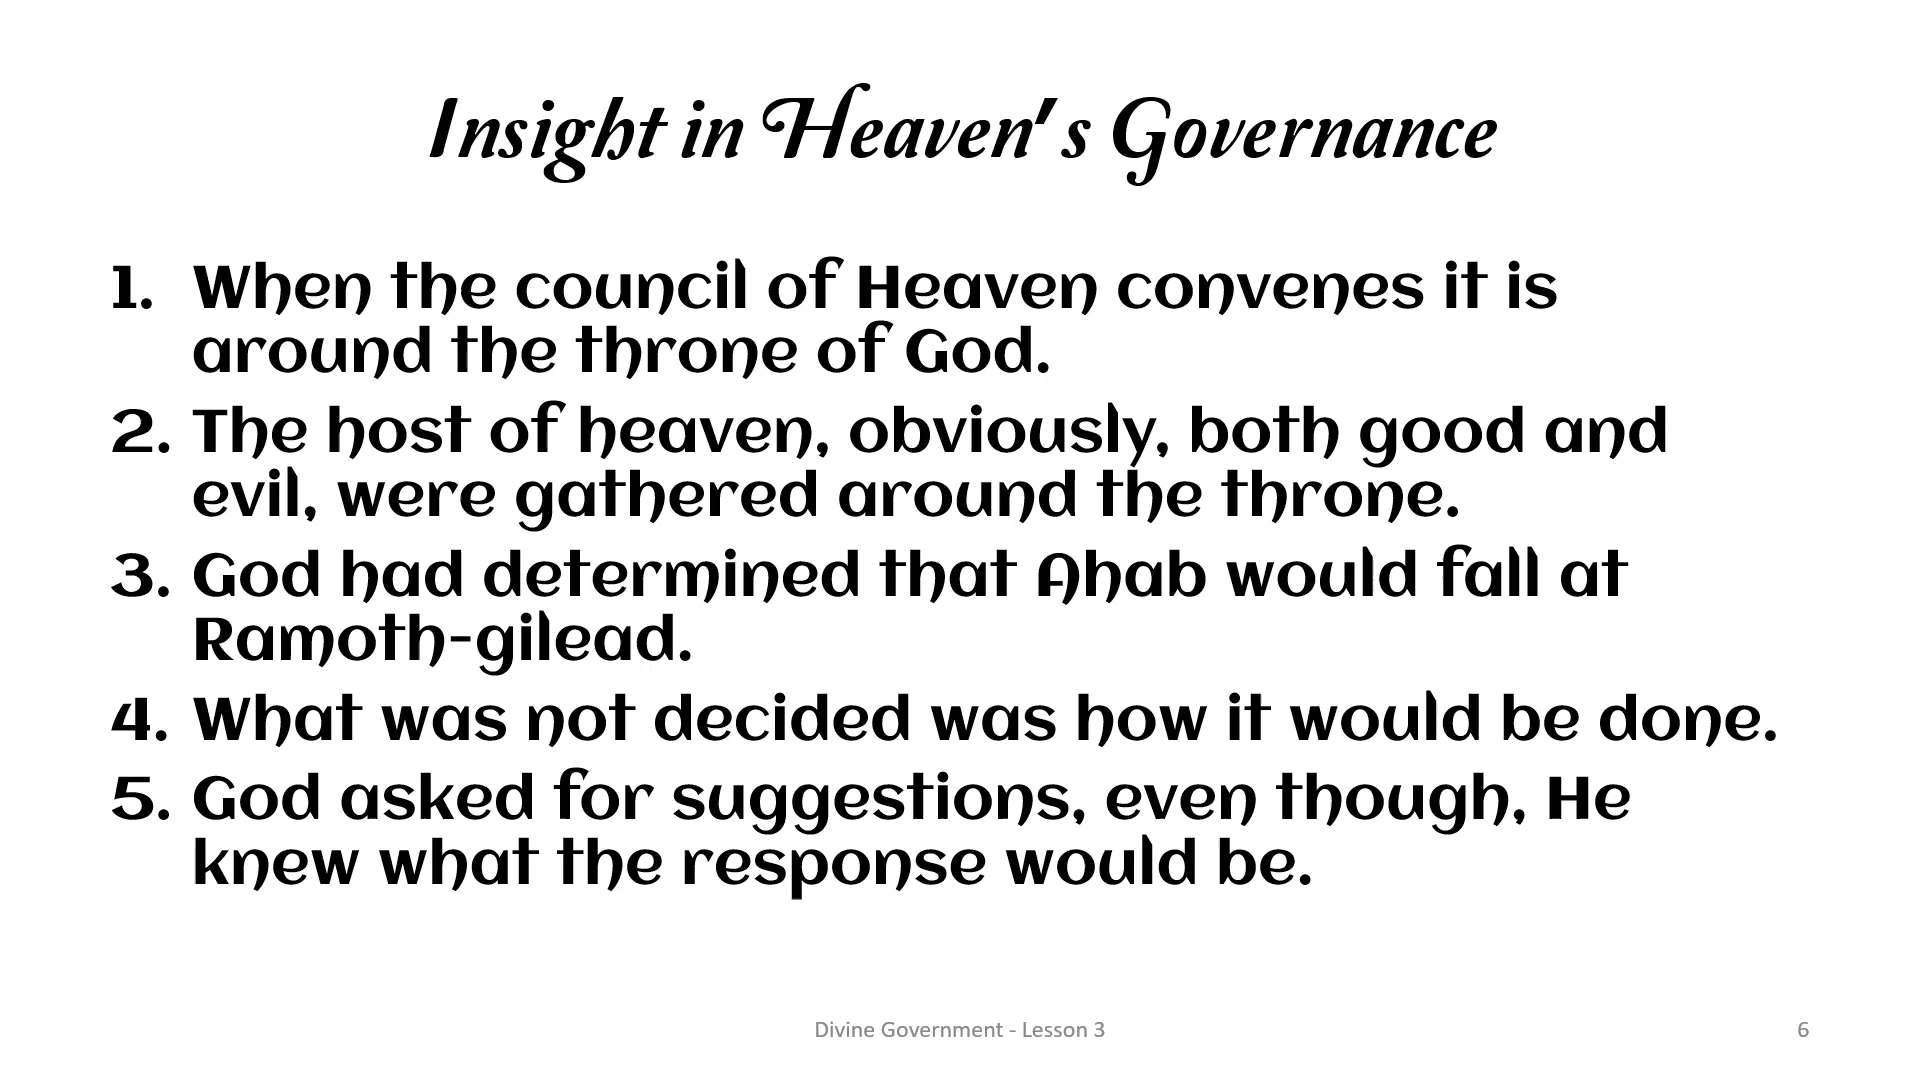 Insight in Heaven's Governance
1. When the council of Heaven convenes it is
around the throne of God.
2. The host of heaven, obviously, both good and
evil, were gathered around the throne.
3. God had determined that Ahab would fall at
Ramoth-gilead.
4. What was not decided was how it would be done.
5. God asked for suggestions, even though, He
knew what the response would be.
Divine Government - Lesson 3
6